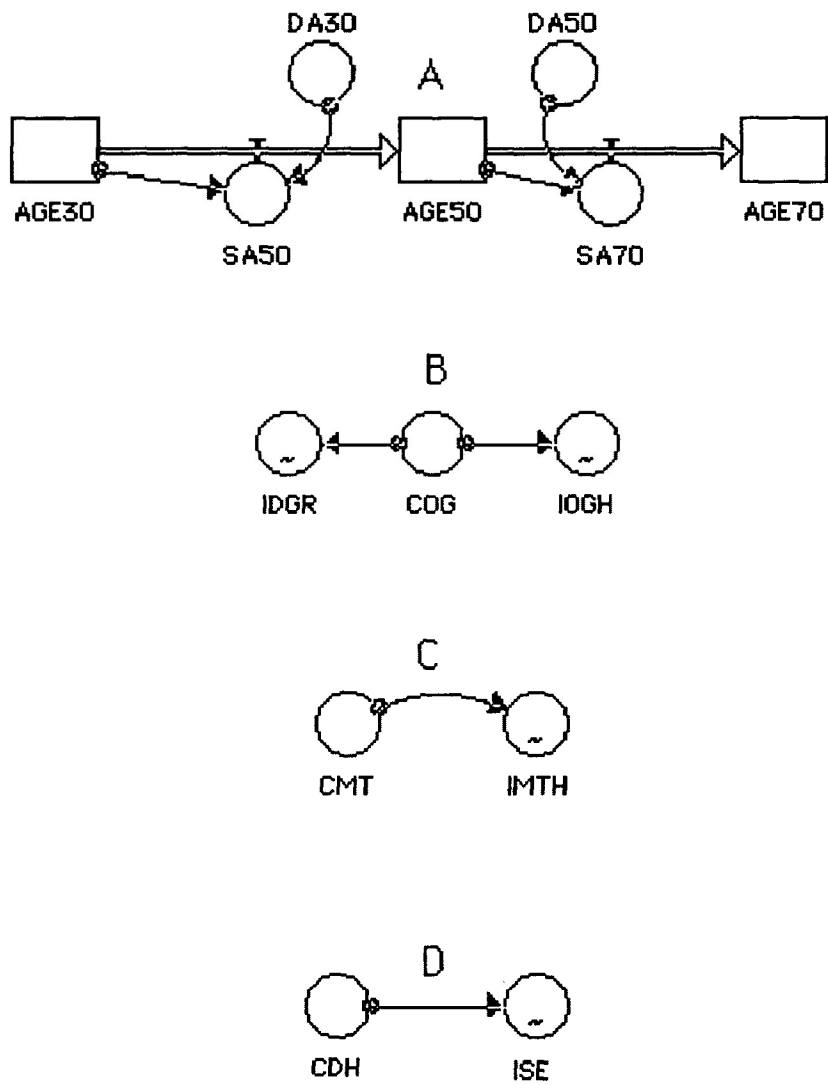 DA30 DA50
A
AGE30 AGE50 AGE70
SA50 SA70
B
~ ~
IDGR COG IOGH
C
~
CMT IMTH
D
~
CDH ISE